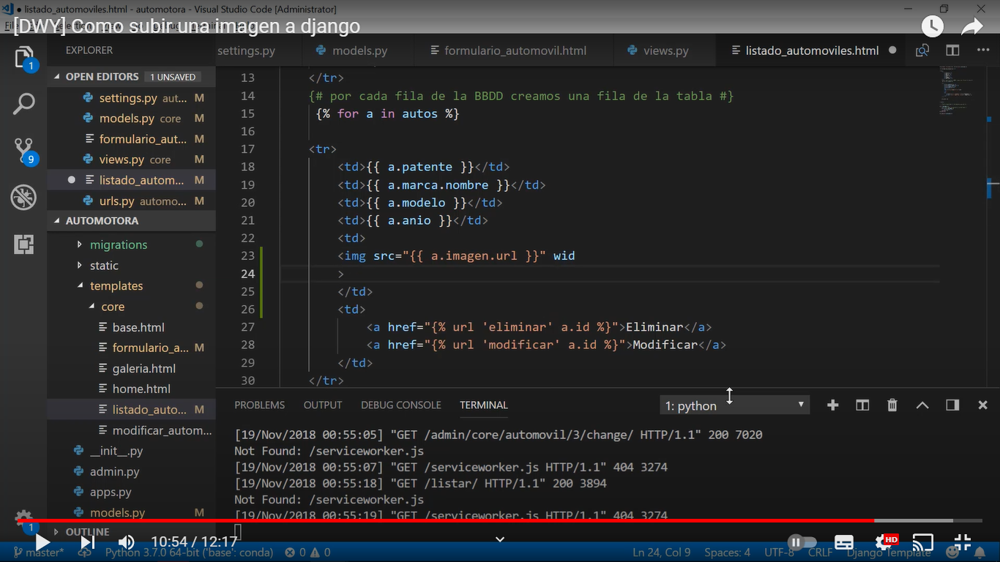 listado_automoviles.html - automotora - Visual Studio Code [Administrator]
[DWY] Como subir una imagen a django
EXPLORER
settings.py
models.py
formulario_automovil.html
views.py
listado_automoviles.html
1
OPEN EDITORS 1 UNSAVED
settings.py aut... M
models.py core M
formulario_aut... M
views.py core M
listado_autom... M
urls.py automo... M
9
AUTOMOTORA
migrations
static
templates
core
base.html
formulario_a... M
galeria.html
home.html
listado_auto... M
modificar_autom...
__init__.py
admin.py
apps.py
models.py M
OUTLINE
1
13 </tr>
14 {# por cada fila de la BBDD creamos una fila de la tabla #}
15 {% for a in autos %}
16
17 <tr>
18 <td>{{ a.patente }}</td>
19 <td>{{ a.marca.nombre }}</td>
20 <td>{{ a.modelo }}</td>
21 <td>{{ a.anio }}</td>
22 <td>
23 <img src="{{ a.imagen.url }}" wid
24 >
25 </td>
26 <td>
27 <a href="{% url 'eliminar' a.id %}">Eliminar</a>
28 <a href="{% url 'modificar' a.id %}">Modificar</a>
29 </td>
30 </tr>
PROBLEMS OUTPUT DEBUG CONSOLE TERMINAL 1: python
[19/Nov/2018 00:55:05] "GET /admin/core/automovil/3/change/ HTTP/1.1" 200 7020
Not Found: /serviceworker.js
[19/Nov/2018 00:55:07] "GET /serviceworker.js HTTP/1.1" 404 3274
[19/Nov/2018 00:55:18] "GET /listar/ HTTP/1.1" 200 3894
Not Found: /serviceworker.js
[19/Nov/2018 00:55:19] "GET /serviceworker.js HTTP/1.1" 404 3274
10:54 / 12:17
HD
master* Python 3.7.0 64-bit ('base': conda) 0 0 Ln 24, Col 9 Spaces: 4 UTF-8 CRLF Django Template